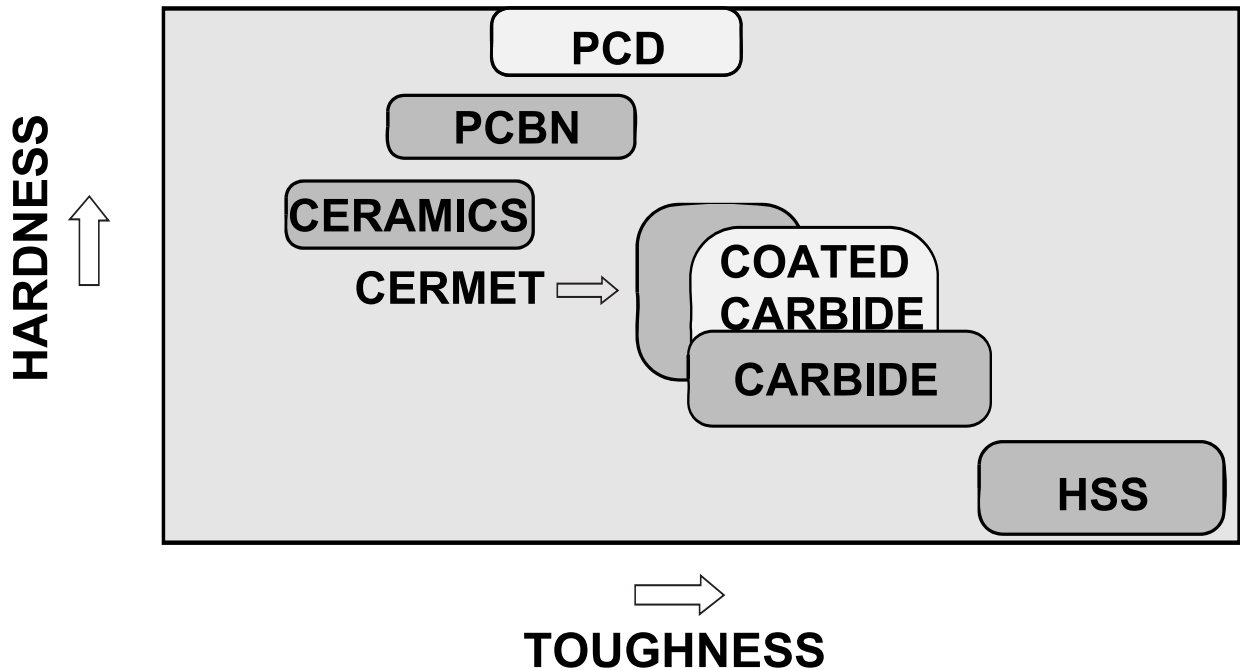 PCD
PCBN
CERAMICS
CERMET
COATED
CARBIDE
CARBIDE
HSS
HARDNESS
TOUGHNESS